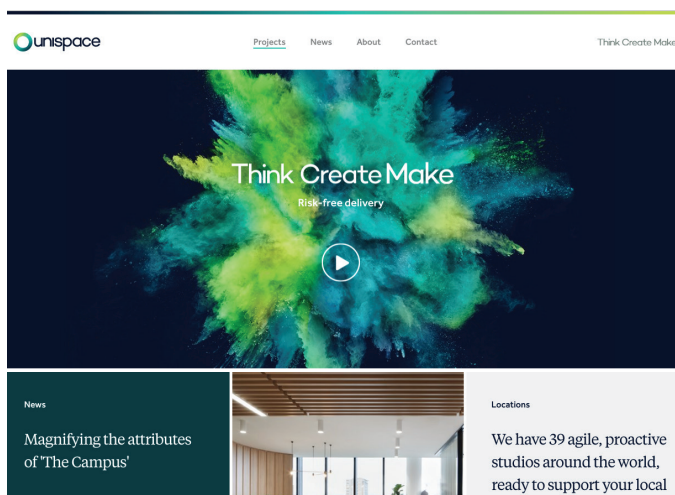 unispace
Projects News About Contact
Think Create Make
Think Create Make
Risk-free delivery
News
Magnifying the attributes
of 'The Campus'
Locations
We have 39 agile, proactive
studios around the world,
ready to support your local